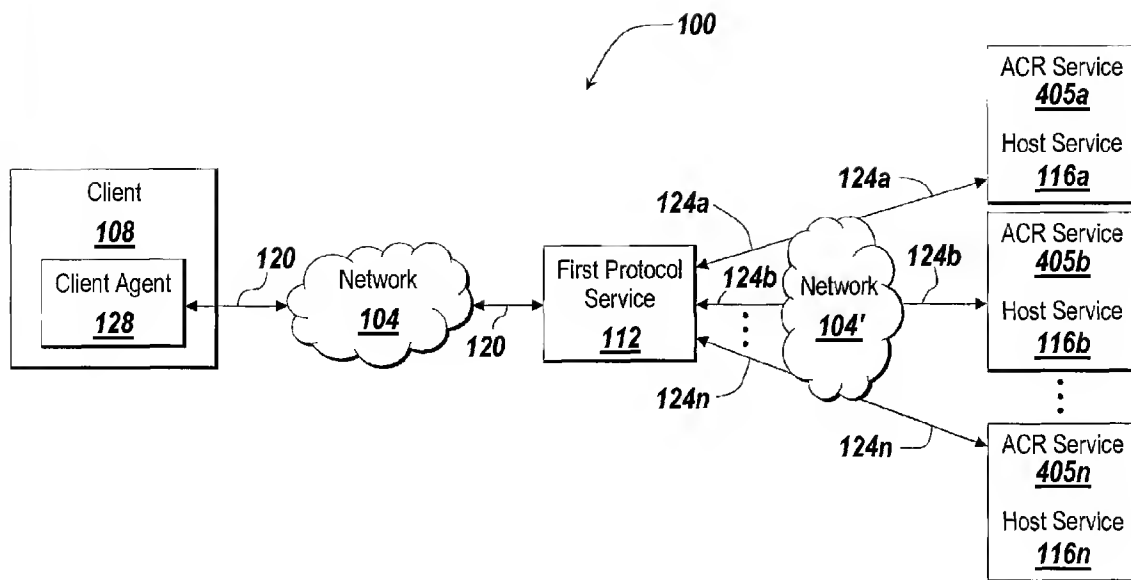 100
ACR Service
405a
Host Service
116a
Client
108
Client Agent
128
120
Network
104
120
First Protocol
Service
112
124a
124a
124b
124b
Network
104'
124n
124n
ACR Service
405b
Host Service
116b
ACR Service
405n
Host Service
116n